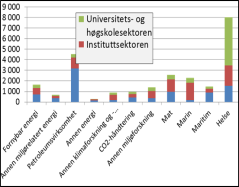 9 000
8 000
7 000
6 000
5 000
4 000
3 000
2 000
1 000
0
Universitets- og
høgskolesektoren
Instituttsektoren
Fornybar energi
Annen miljørelatert energi
Petroleumsvirksomhet
Annen energi
Annen klimaforskning og -...
CO2-håndtering
Annen miljøforskning
Mat
Marin
Maritim
Helse